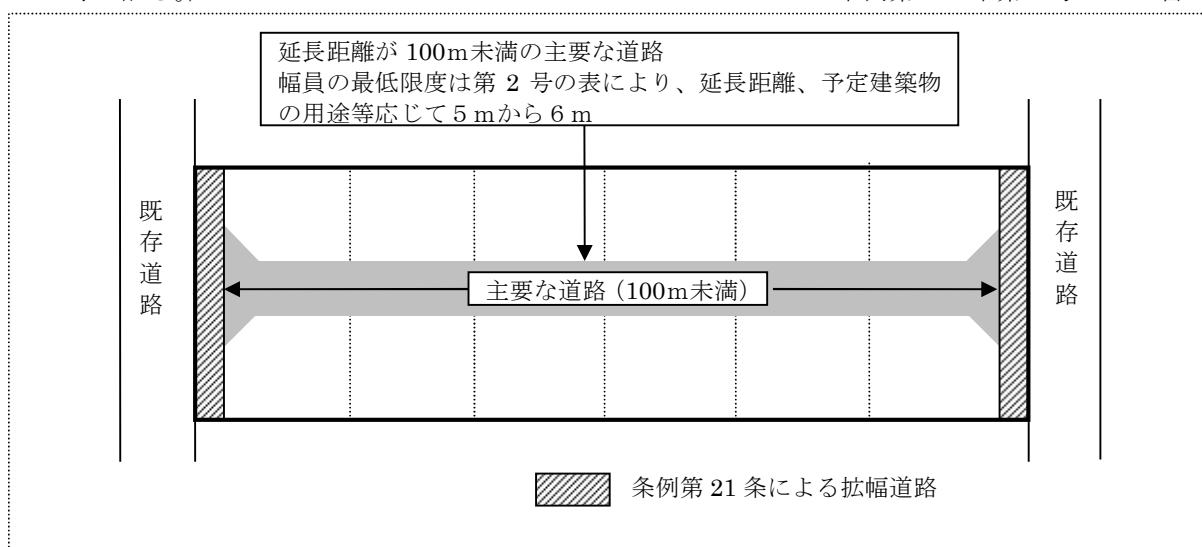 延長距離が 100m未満の主要な道路
幅員の最低限度は第 2 号の表により、延長距離、予定建築物
の用途等応じて５ｍから６ｍ
既存道路
既存道路
主要な道路（100m未満）
条例第 21 条による拡幅道路